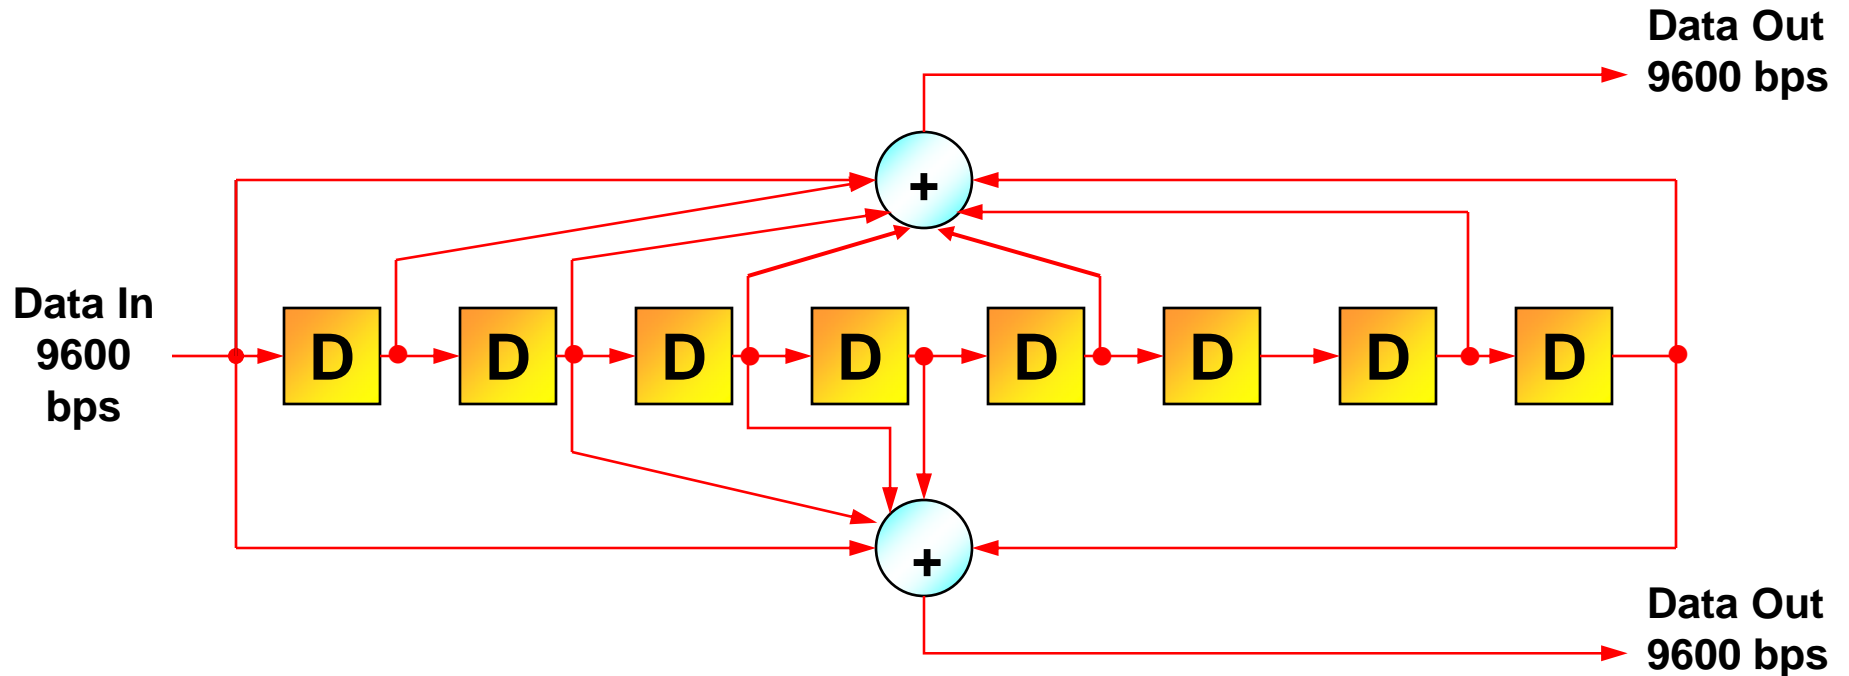 Data Out
9600 bps
+
Data In
9600
bps
D D D D D D D D
+
Data Out
9600 bps